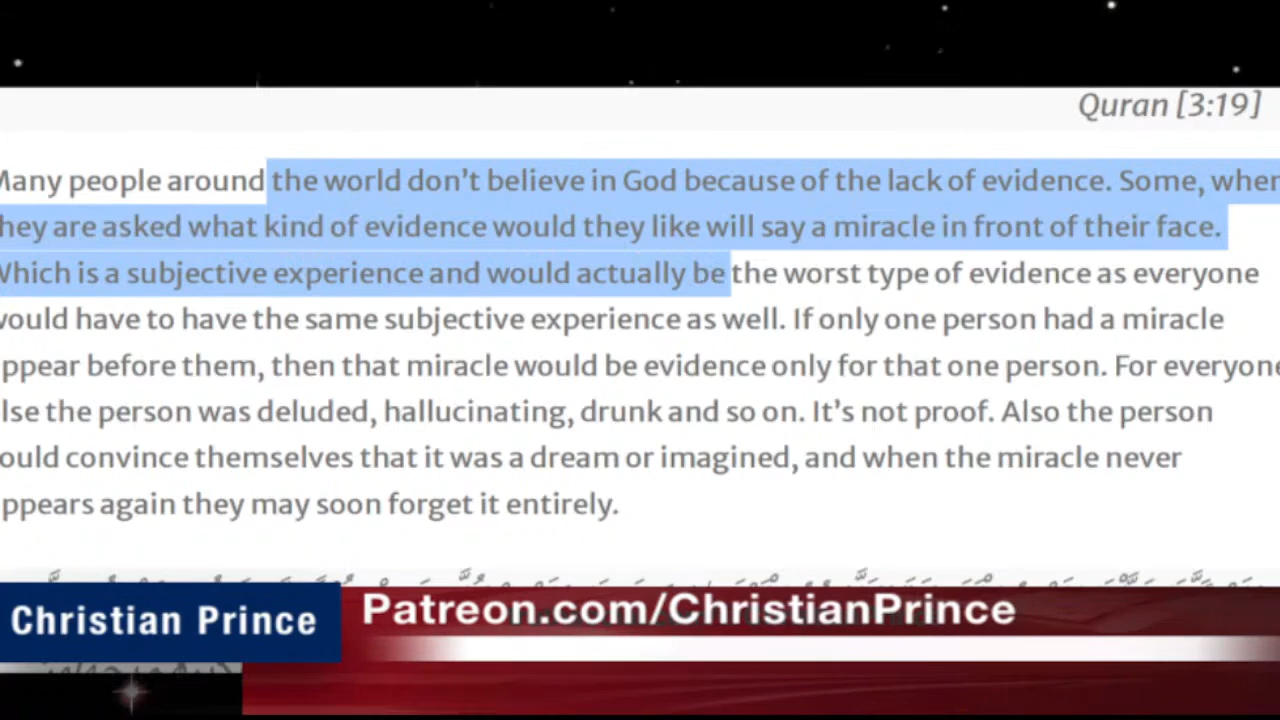 Quran [3:19]
Many people around the world don't believe in God because of the lack of evidence. Some, when
they are asked what kind of evidence would they like will say a miracle in front of their face.
Which is a subjective experience and would actually be the worst type of evidence as everyone
would have to have the same subjective experience as well. If only one person had a miracle
appear before them, then that miracle would be evidence only for that one person. For everyone
else the person was deluded, hallucinating, drunk and so on. It's not proof. Also the person
could convince themselves that it was a dream or imagined, and when the miracle never
appears again they may soon forget it entirely.
Christian Prince
Patreon.com/ChristianPrince